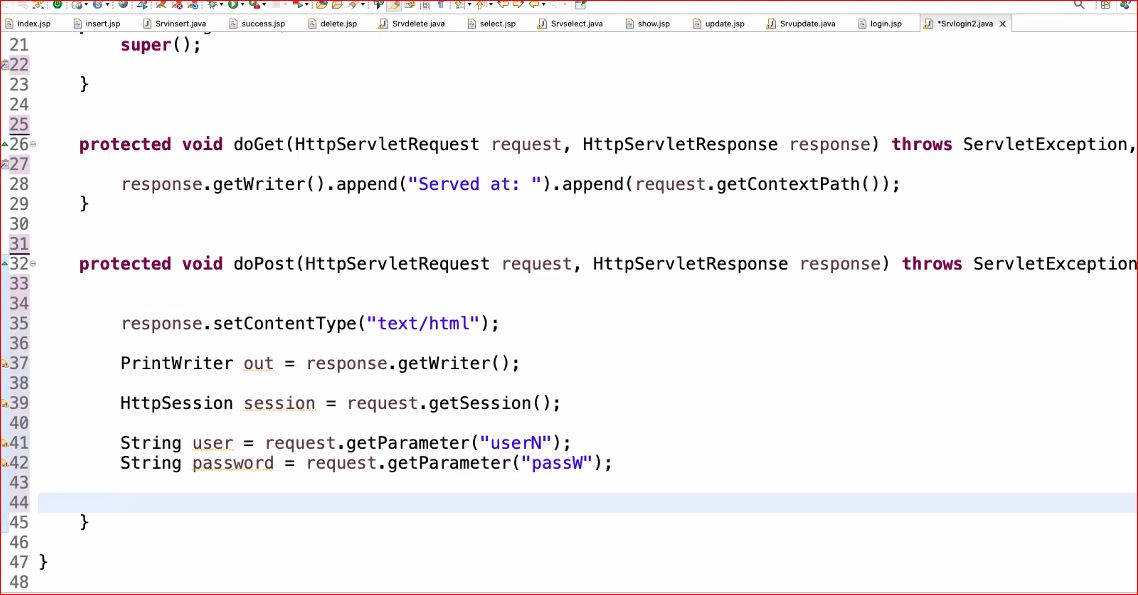 index.jsp insert.jsp Srvinsert.java success.jsp delete.jsp Srvdelete.java select.jsp Srvselect.java show.jsp update.jsp Srvupdate.java login.jsp *Srvlogin2.java
21 super();
22
23 }
24
25
26 protected void doGet(HttpServletRequest request, HttpServletResponse response) throws ServletException,
27
28 response.getWriter().append("Served at: ").append(request.getContextPath());
29 }
30
31
32 protected void doPost(HttpServletRequest request, HttpServletResponse response) throws ServletException
33
34
35 response.setContentType("text/html");
36
37 PrintWriter out = response.getWriter();
38
39 HttpSession session = request.getSession();
40
41 String user = request.getParameter("userN");
42 String password = request.getParameter("passW");
43
44
45 }
46
47 }
48